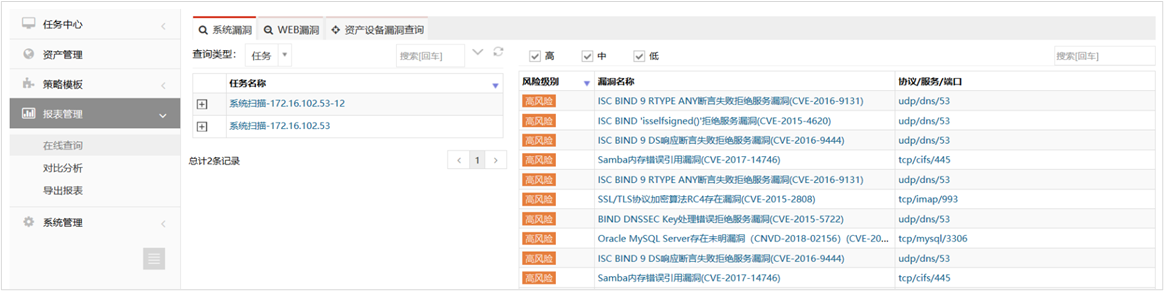 任务中心
资产管理
策略模板
报表管理
在线查询
对比分析
导出报表
系统管理
系统漏洞 WEB漏洞 资产设备漏洞查询
查询类型: 任务 搜索[回车]
任务名称
系统扫描-172.16.102.53-12
系统扫描-172.16.102.53
总计2条记录 1
高 中 低 搜索[回车]
风险级别 漏洞名称 协议/服务/端口
高风险 ISC BIND 9 RTYPE ANY断言失败拒绝服务漏洞(CVE-2016-9131) udp/dns/53
高风险 ISC BIND 'isselfsigned()'拒绝服务漏洞(CVE-2015-4620) udp/dns/53
高风险 ISC BIND 9 DS响应断言失败拒绝服务漏洞(CVE-2016-9444) udp/dns/53
高风险 Samba内存错误引用漏洞(CVE-2017-14746) tcp/cifs/445
高风险 ISC BIND 9 RTYPE ANY断言失败拒绝服务漏洞(CVE-2016-9131) udp/dns/53
高风险 SSL/TLS协议加密算法RC4存在漏洞(CVE-2015-2808) tcp/imap/993
高风险 BIND DNSSEC Key处理错误拒绝服务漏洞(CVE-2015-5722) udp/dns/53
高风险 Oracle MySQL Server存在未明漏洞（CNVD-2018-02156）(CVE-20... tcp/mysql/3306
高风险 ISC BIND 9 DS响应断言失败拒绝服务漏洞(CVE-2016-9444) udp/dns/53
高风险 Samba内存错误引用漏洞(CVE-2017-14746) tcp/cifs/445